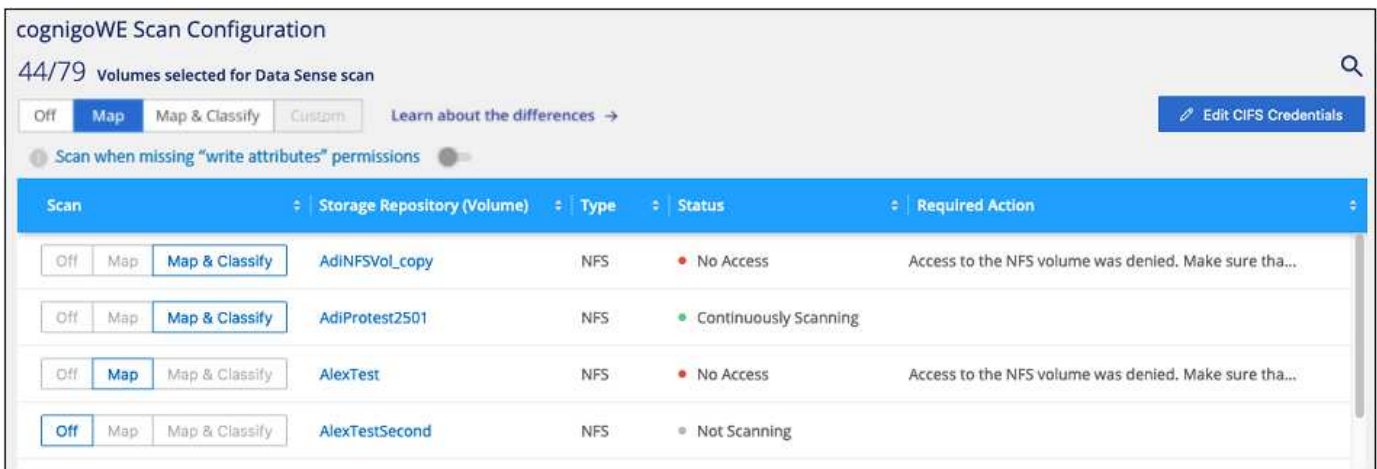 cognigoWE Scan Configuration
44/79 Volumes selected for Data Sense scan
Off Map Map & Classify Custom Learn about the differences → Edit CIFS Credentials
Scan when missing "write attributes" permissions
Scan Storage Repository (Volume) Type Status Required Action
Off Map Map & Classify AdiNFSVol_copy NFS No Access Access to the NFS volume was denied. Make sure tha...
Off Map Map & Classify AdiProtest2501 NFS Continuously Scanning
Off Map Map & Classify AlexTest NFS No Access Access to the NFS volume was denied. Make sure tha...
Off Map Map & Classify AlexTestSecond NFS Not Scanning